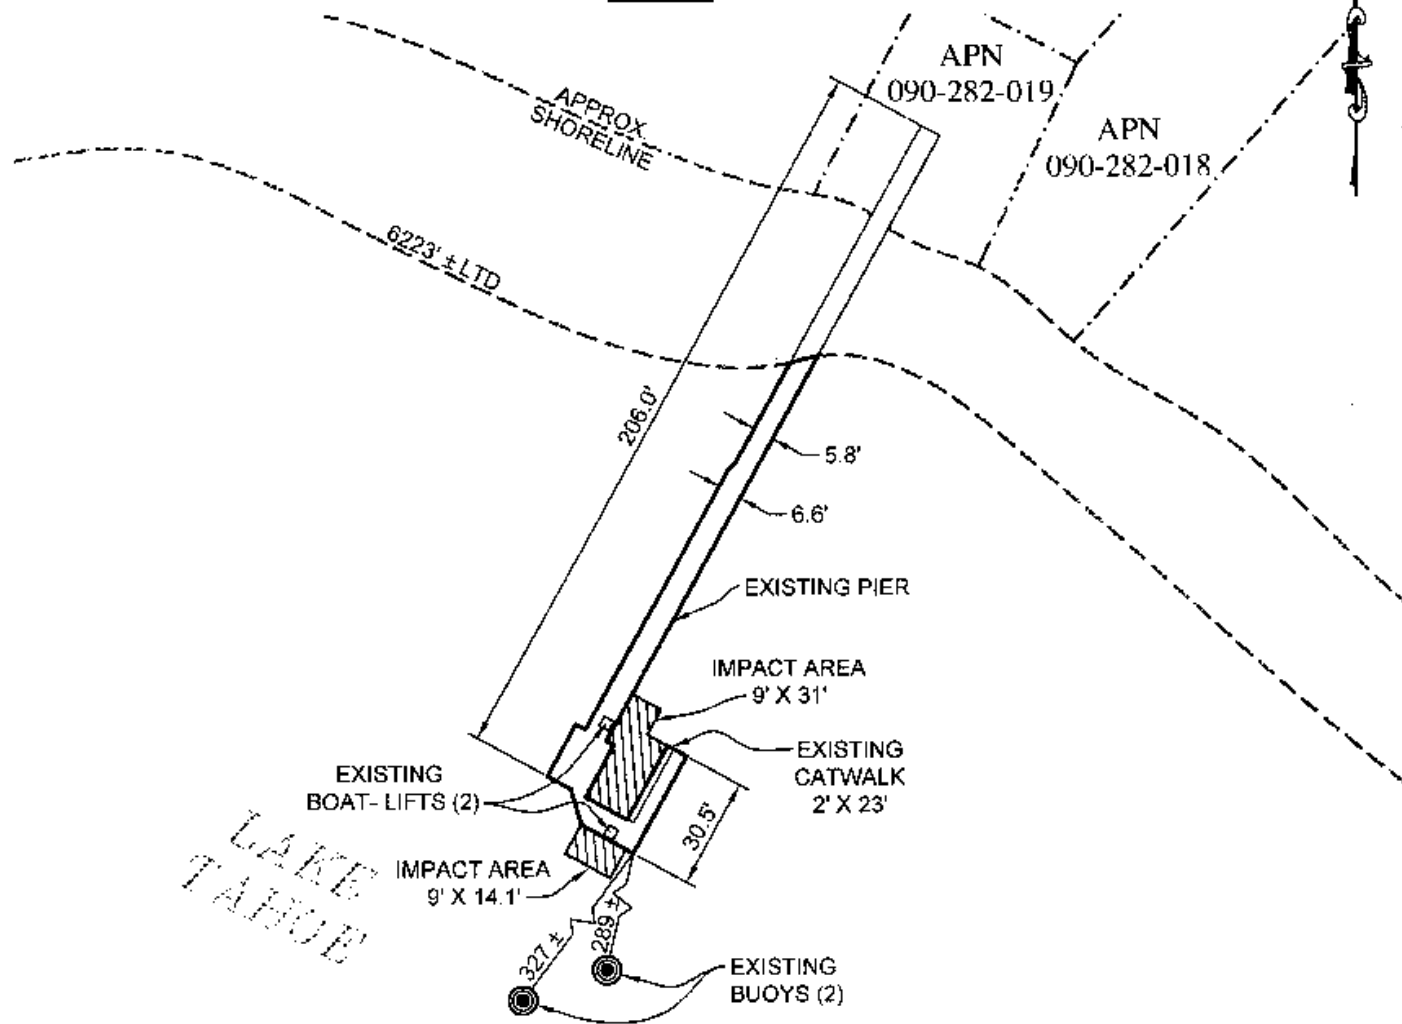 APN
090-282-019
APN
090-282-018
APPROX.
SHORELINE
6223' ± LTD
206.0'
5.8'
6.6'
EXISTING PIER
IMPACT AREA
9' X 31'
EXISTING
CATWALK
2' X 23'
EXISTING
BOAT- LIFTS (2)
30.5'
LAKE
TAHOE
IMPACT AREA
9' X 14.1'
289 ±
327 ±
EXISTING
BUOYS (2)